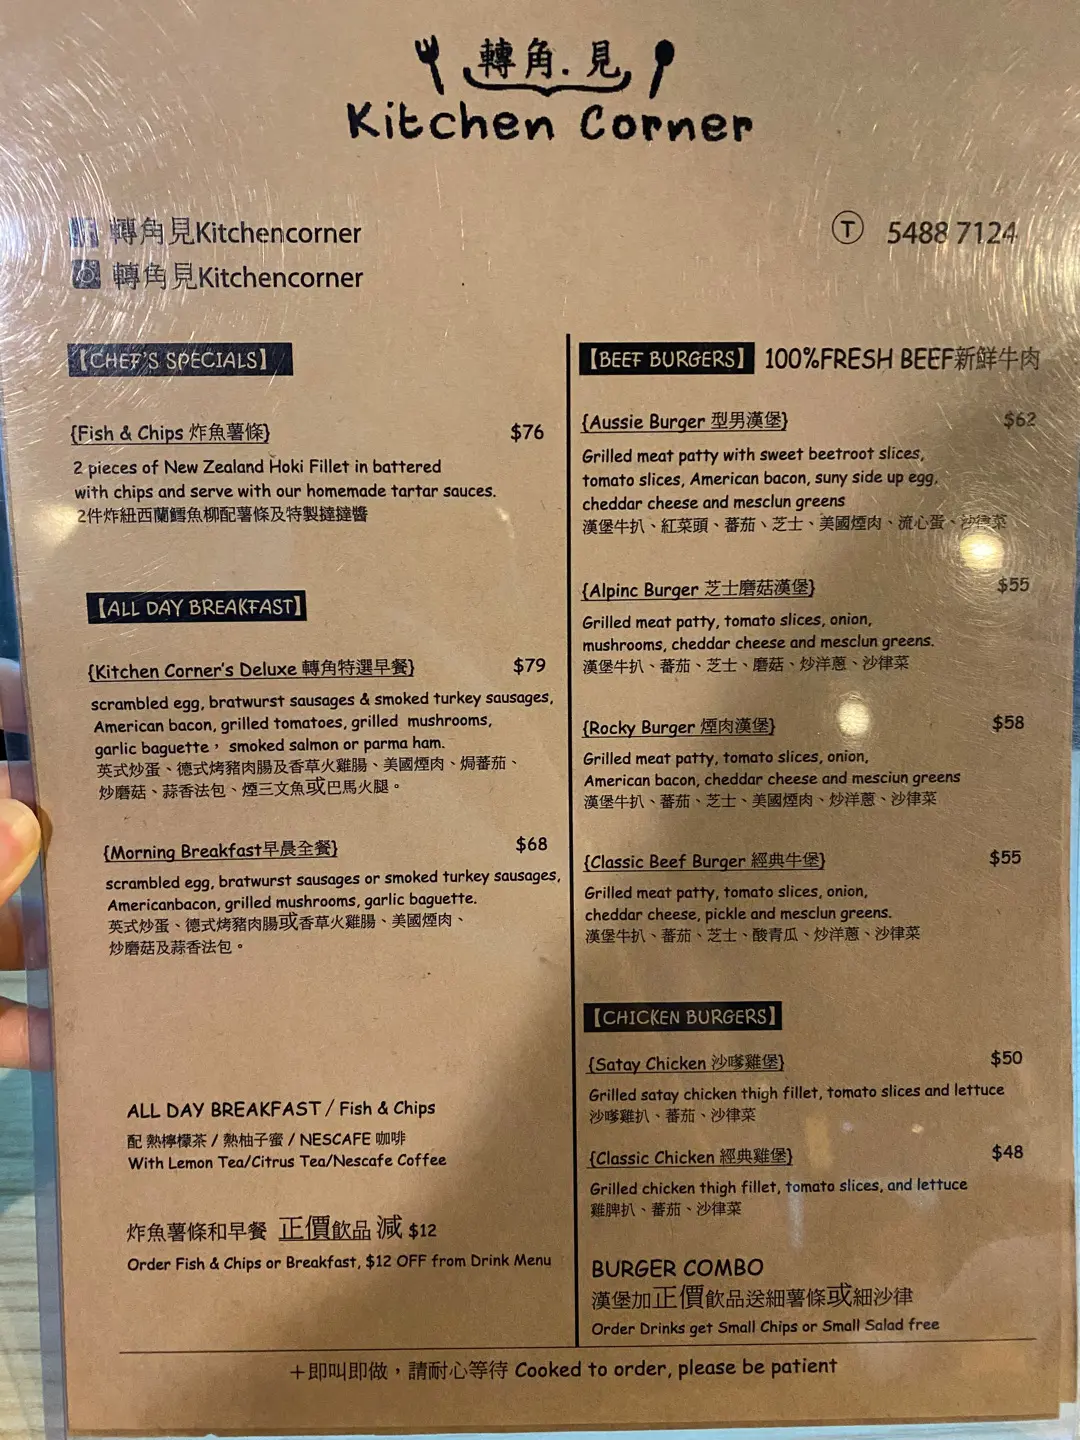 轉角.見
Kitchen Corner
轉角見Kitchencorner
轉角見Kitchencorner
T 5488 7124
【CHEF'S SPECIALS】
{Fish & Chips 炸魚薯條} $76
2 pieces of New Zealand Hoki Fillet in battered
with chips and serve with our homemade tartar sauces.
2件炸紐西蘭鱈魚柳配薯條及特製撻撻醬
【ALL DAY BREAKFAST】
{Kitchen Corner's Deluxe 轉角特選早餐} $79
scrambled egg, bratwurst sausages & smoked turkey sausages,
American bacon, grilled tomatoes, grilled mushrooms,
garlic baguette, smoked salmon or parma ham.
英式炒蛋、德式烤豬肉腸及香草火雞腸、美國煙肉、焗蕃茄、
炒磨菇、蒜香法包、煙三文魚或巴馬火腿。
{Morning Breakfast早晨全餐} $68
scrambled egg, bratwurst sausages or smoked turkey sausages,
Americanbacon, grilled mushrooms, garlic baguette.
英式炒蛋、德式烤豬肉腸或香草火雞腸、美國煙肉、
炒磨菇及蒜香法包。
ALL DAY BREAKFAST / Fish & Chips
配 熱檸檬茶 / 熱柚子蜜 / NESCAFE 咖啡
With Lemon Tea/Citrus Tea/Nescafe Coffee
炸魚薯條和早餐 正價飲品 減 $12
Order Fish & Chips or Breakfast, $12 OFF from Drink Menu
【BEEF BURGERS】 100%FRESH BEEF新鮮牛肉
{Aussie Burger 型男漢堡} $62
Grilled meat patty with sweet beetroot slices,
tomato slices, American bacon, suny side up egg,
cheddar cheese and mesclun greens
漢堡牛扒、紅菜頭、蕃茄、芝士、美國煙肉、流心蛋、沙律菜
{Alpinc Burger 芝士磨菇漢堡} $55
Grilled meat patty, tomato slices, onion,
mushrooms, cheddar cheese and mesclun greens.
漢堡牛扒、蕃茄、芝士、磨菇、炒洋蔥、沙律菜
{Rocky Burger 煙肉漢堡} $58
Grilled meat patty, tomato slices, onion,
American bacon, cheddar cheese and mesciun greens
漢堡牛扒、蕃茄、芝士、美國煙肉、炒洋蔥、沙律菜
{Classic Beef Burger 經典牛堡} $55
Grilled meat patty, tomato slices, onion,
cheddar cheese, pickle and mesclun greens.
漢堡牛扒、蕃茄、芝士、酸青瓜、炒洋蔥、沙律菜
【CHICKEN BURGERS】
{Satay Chicken 沙嗲雞堡} $50
Grilled satay chicken thigh fillet, tomato slices and lettuce
沙嗲雞扒、蕃茄、沙律菜
{Classic Chicken 經典雞堡} $48
Grilled chicken thigh fillet, tomato slices, and lettuce
雞脾扒、蕃茄、沙律菜
BURGER COMBO
漢堡加正價飲品送細薯條或細沙律
Order Drinks get Small Chips or Small Salad free
+即叫即做，請耐心等待 Cooked to order, please be patient